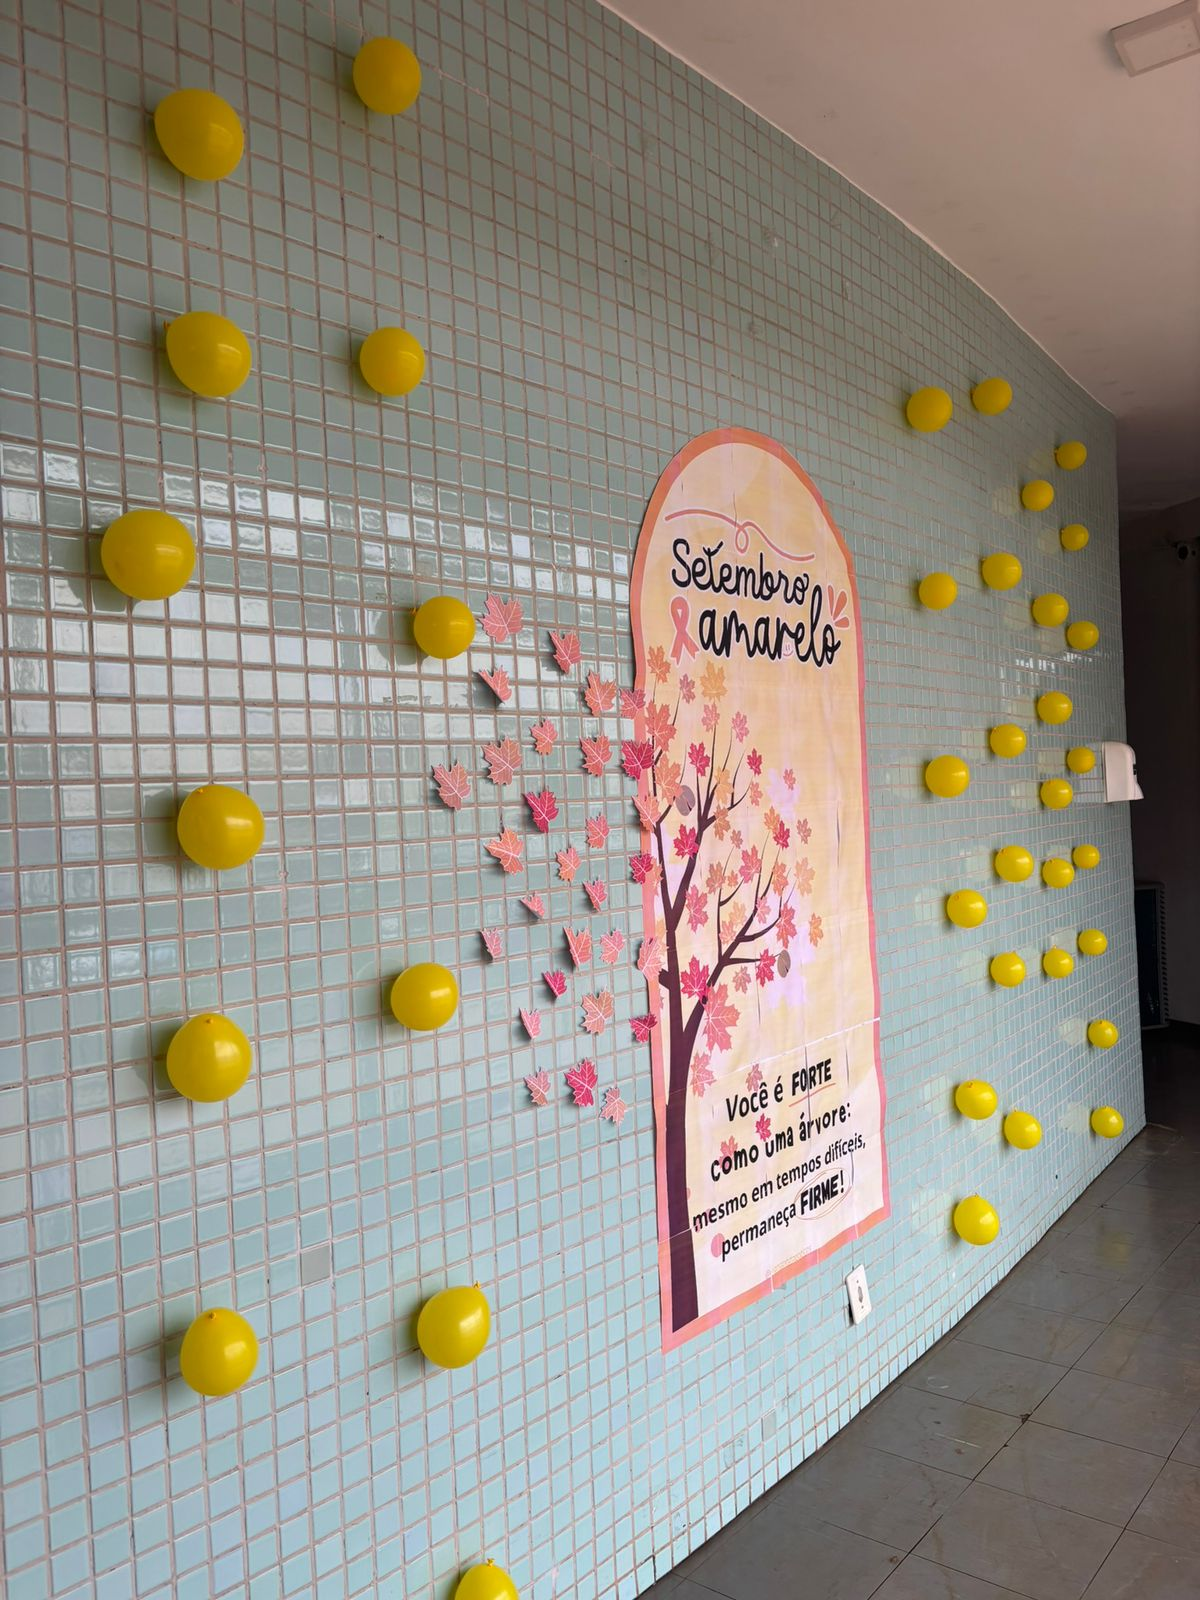 Setembro
amarelo
Você é FORTE
como uma árvore:
mesmo em tempos difíceis,
permaneça FIRME!